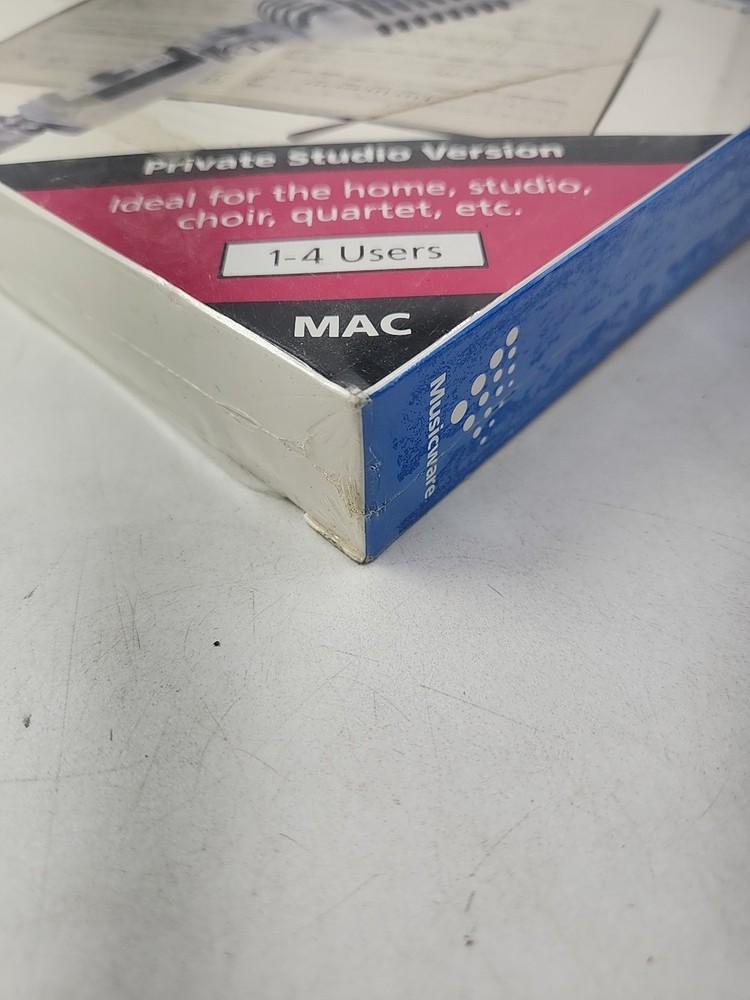 Private Studio Version
Ideal for the home, studio,
choir, quartet, etc.
1-4 Users
MAC
Musicware